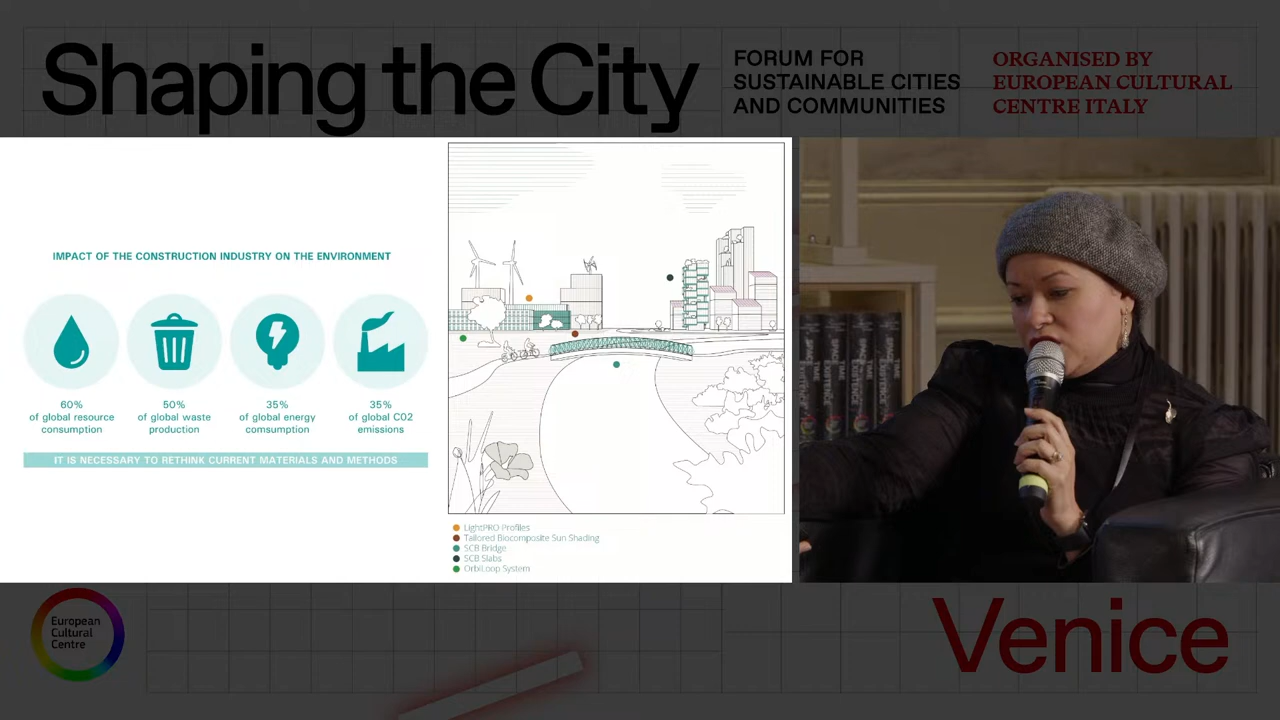 Shaping the City
FORUM FOR
SUSTAINABLE CITIES
AND COMMUNITIES
ORGANISED BY
EUROPEAN CULTURAL
CENTRE ITALY
IMPACT OF THE CONSTRUCTION INDUSTRY ON THE ENVIRONMENT
60%
of global resource
consumption
50%
of global waste
production
35%
of global energy
comsumption
35%
of global CO2
emissions
IT IS NECESSARY TO RETHINK CURRENT MATERIALS AND METHODS
LightPRO Profiles
Tailored Biocomposite Sun Shading
SCB Bridge
SCB Slabs
OrbiLoop System
TIME
SPACE
EXISTENCE
European
Cultural
Centre
Venice